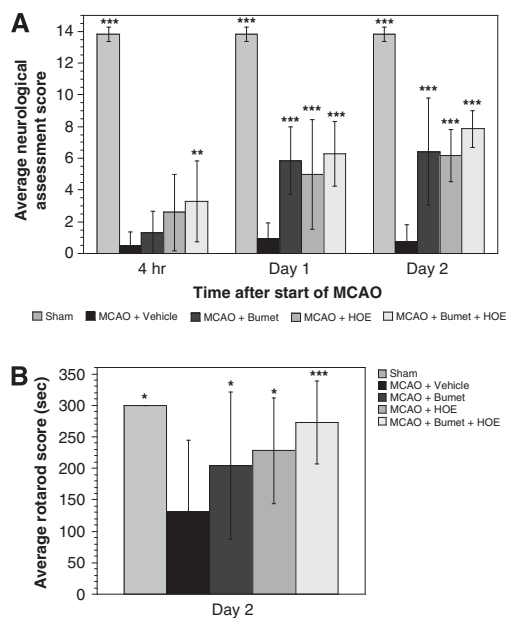 A
Average neurological
assessment score
14
12
10
8
6
4
2
0
***
**
***
***
***
***
***
***
***
***
4 hr
Day 1
Day 2
Time after start of MCAO
Sham
MCAO + Vehicle
MCAO + Bumet
MCAO + HOE
MCAO + Bumet + HOE
B
Average rotarod score (sec)
350
300
250
200
150
100
50
0
*
*
*
***
Day 2
Sham
MCAO + Vehicle
MCAO + Bumet
MCAO + HOE
MCAO + Bumet + HOE